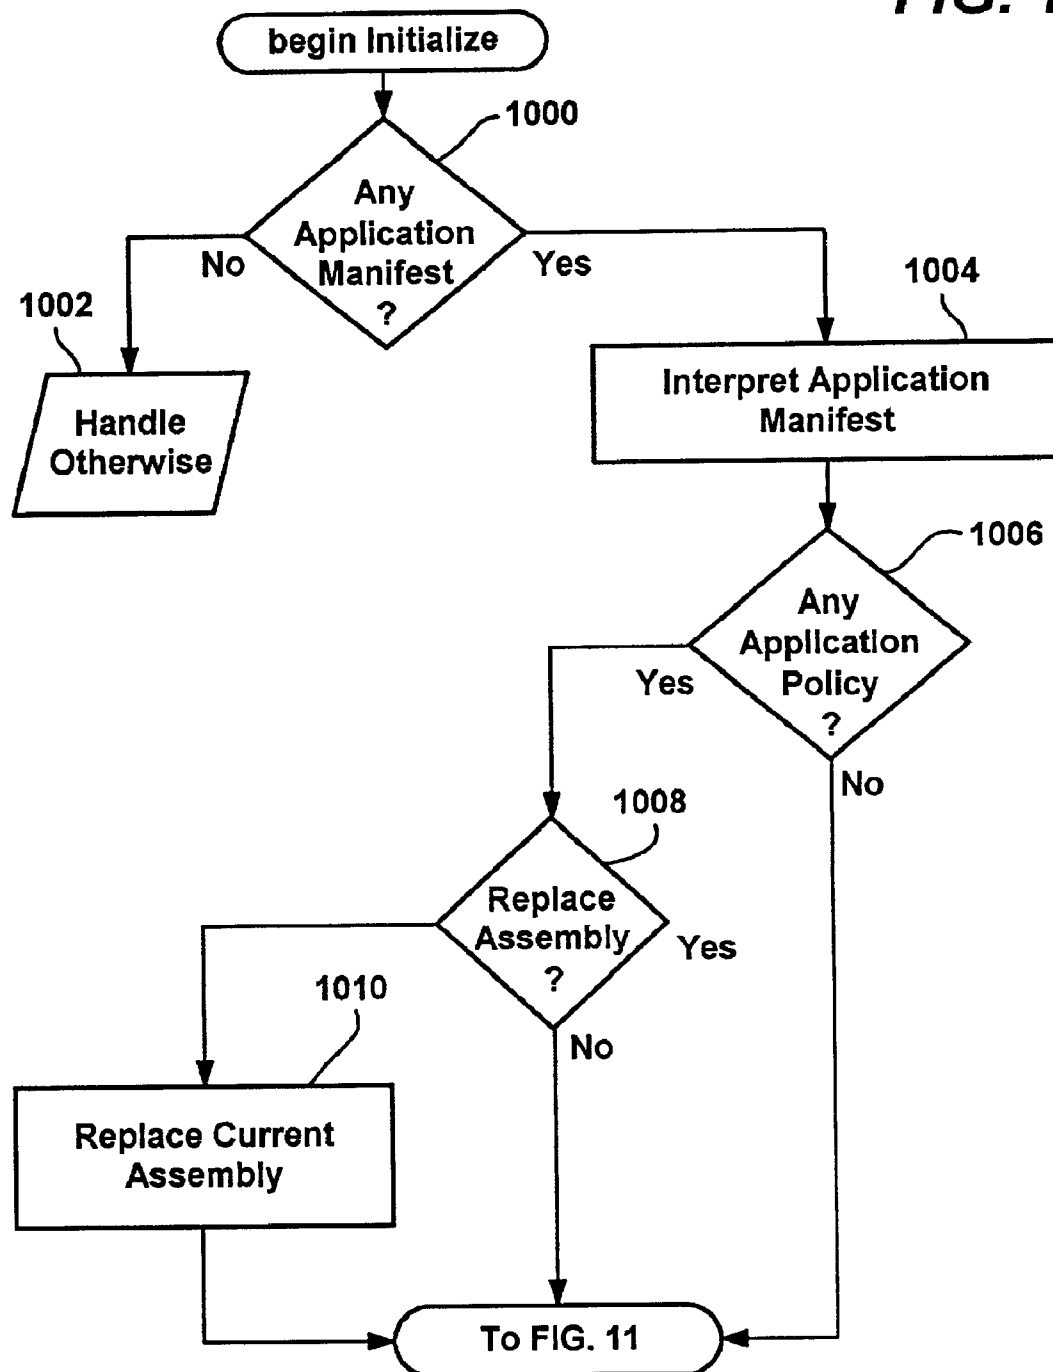 FIG. 1
begin Initialize
1000
Any
Application
Manifest
?
No
Yes
1002
1004
Handle
Otherwise
Interpret Application
Manifest
1006
Any
Application
Policy
?
Yes
No
1008
Replace
Assembly
?
Yes
1010
No
Replace Current
Assembly
To FIG. 11